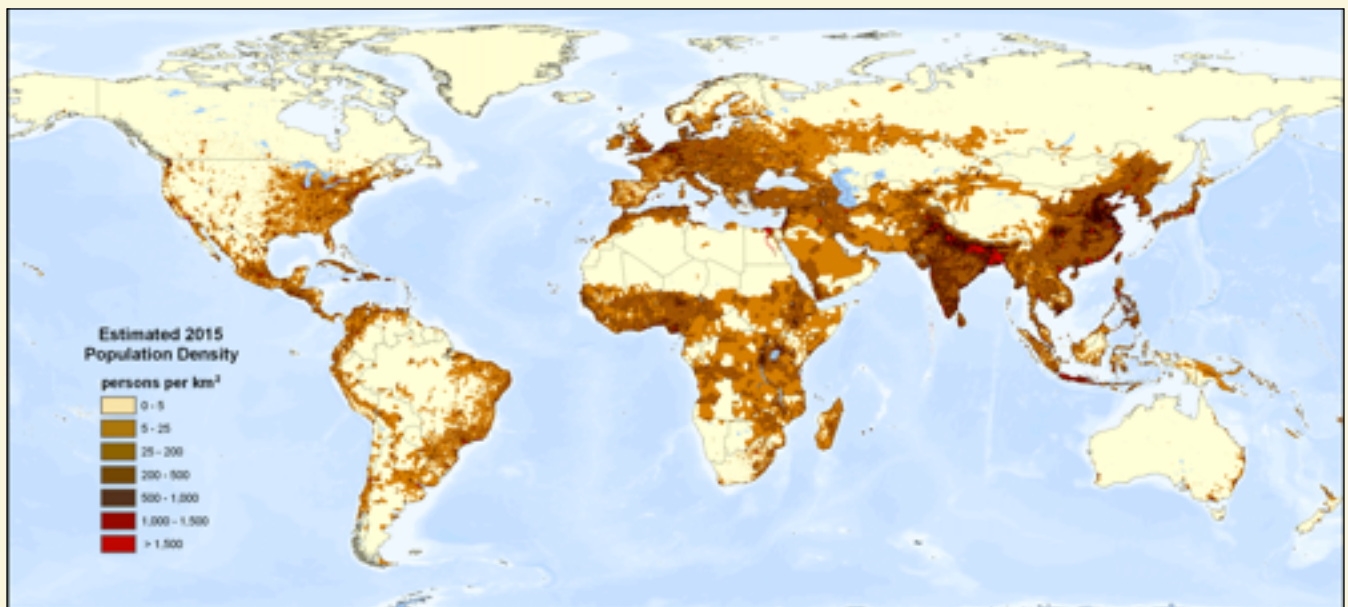 Estimated 2015
Population Density
persons per km²
0 - 5
5 - 25
25 - 200
200 - 500
500 - 1,000
1,000 - 1,500
> 1,500